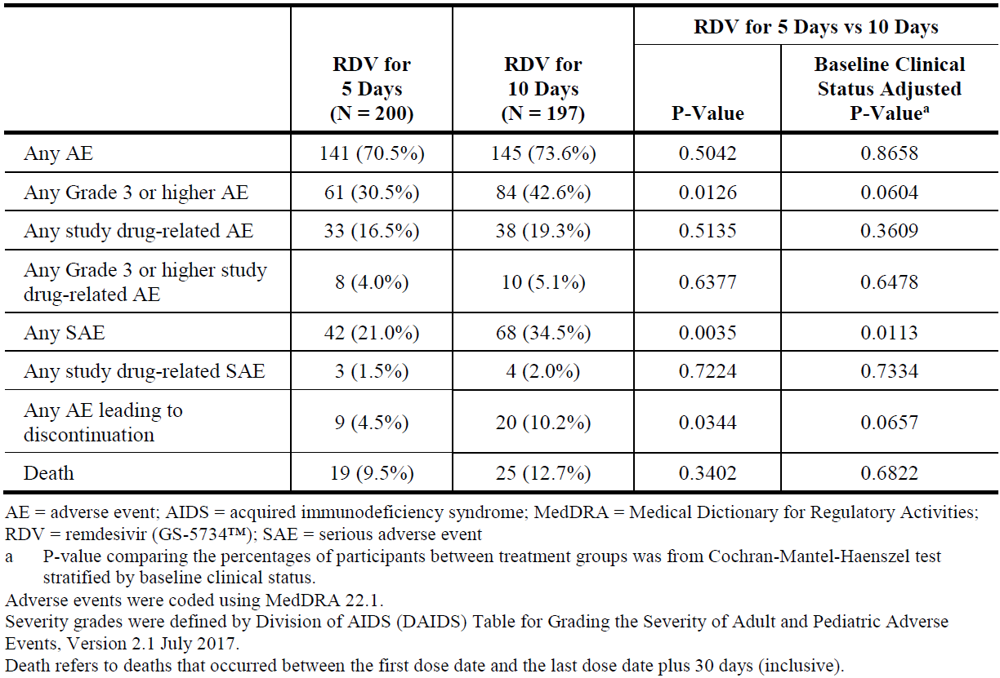 RDV for 5 Days vs 10 Days
RDV for
5 Days
(N = 200)
RDV for
10 Days
(N = 197)
P-Value
Baseline Clinical
Status Adjusted
P-Valueᵃ
Any AE 141 (70.5%) 145 (73.6%) 0.5042 0.8658
Any Grade 3 or higher AE 61 (30.5%) 84 (42.6%) 0.0126 0.0604
Any study drug-related AE 33 (16.5%) 38 (19.3%) 0.5135 0.3609
Any Grade 3 or higher study
drug-related AE 8 (4.0%) 10 (5.1%) 0.6377 0.6478
Any SAE 42 (21.0%) 68 (34.5%) 0.0035 0.0113
Any study drug-related SAE 3 (1.5%) 4 (2.0%) 0.7224 0.7334
Any AE leading to
discontinuation 9 (4.5%) 20 (10.2%) 0.0344 0.0657
Death 19 (9.5%) 25 (12.7%) 0.3402 0.6822
AE = adverse event; AIDS = acquired immunodeficiency syndrome; MedDRA = Medical Dictionary for Regulatory Activities;
RDV = remdesivir (GS-5734™); SAE = serious adverse event
a P-value comparing the percentages of participants between treatment groups was from Cochran-Mantel-Haenszel test
stratified by baseline clinical status.
Adverse events were coded using MedDRA 22.1.
Severity grades were defined by Division of AIDS (DAIDS) Table for Grading the Severity of Adult and Pediatric Adverse
Events, Version 2.1 July 2017.
Death refers to deaths that occurred between the first dose date and the last dose date plus 30 days (inclusive).